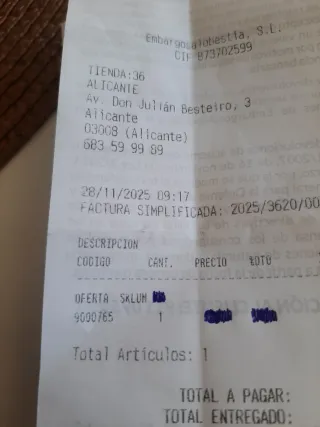 Embargosalobestia, S.L.
CIF B73702599
TIENDA:36
ALICANTE
Av. Don Julián Besteiro, 3
Alicante
03008 (Alicante)
683 59 99 89
28/11/2025 09:17
FACTURA SIMPLIFICADA: 2025/3620/00
DESCRIPCION
CODIGO CANT. PRECIO %DTO
OFERTA - SKLUM
9000765 1
Total Artículos: 1
TOTAL A PAGAR:
TOTAL ENTREGADO: